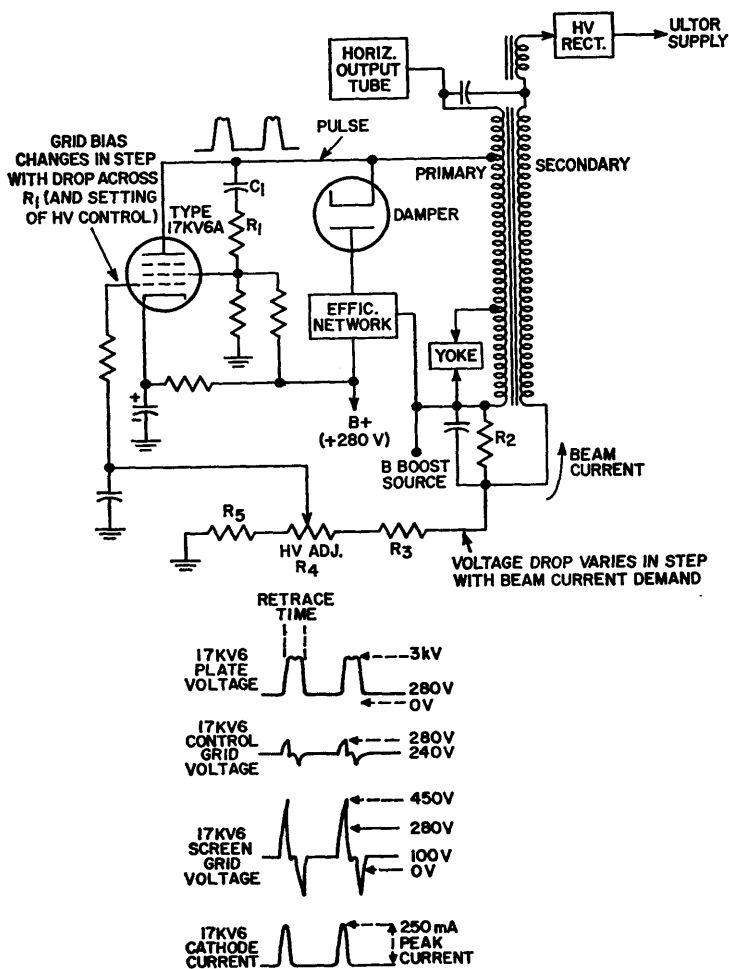 HV
RECT.
ULTOR
SUPPLY
HORIZ.
OUTPUT
TUBE
GRID BIAS
CHANGES IN STEP
WITH DROP ACROSS
R1 (AND SETTING
OF HV CONTROL)
PULSE
PRIMARY
SECONDARY
C1
TYPE
17KV6A
R1
DAMPER
EFFIC.
NETWORK
YOKE
+
-
B+
(+280 V)
B BOOST
SOURCE
R2
BEAM
CURRENT
R5
HV ADJ.
R4
R3
VOLTAGE DROP VARIES IN STEP
WITH BEAM CURRENT DEMAND
RETRACE
TIME
17KV6
PLATE
VOLTAGE
3kV
280V
0V
17KV6
CONTROL
GRID
VOLTAGE
280V
240V
17KV6
SCREEN
GRID
VOLTAGE
450V
280V
100V
0V
17KV6
CATHODE
CURRENT
250 mA
PEAK
CURRENT